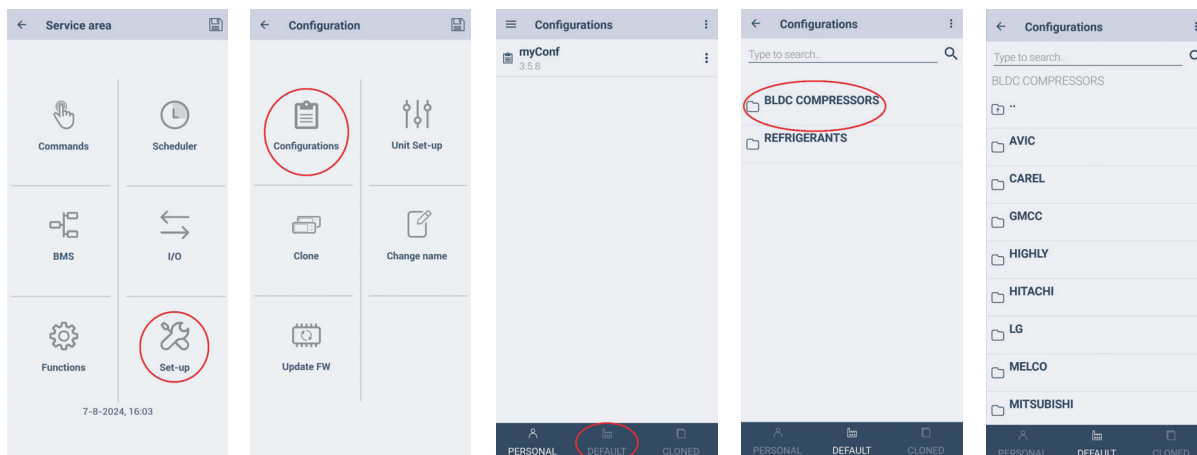 Service area
Commands
Scheduler
BMS
I/O
Functions
Set-up
7-8-2024, 16:03
Configuration
Configurations
Unit Set-up
Clone
Change name
Update FW
Configurations
myConf
3.5.8
PERSONAL
DEFAULT
CLONED
Configurations
Type to search..
BLDC COMPRESSORS
REFRIGERANTS
PERSONAL
DEFAULT
CLONED
Configurations
Type to search..
BLDC COMPRESSORS
..
AVIC
CAREL
GMCC
HIGHLY
HITACHI
LG
MELCO
MITSUBISHI
PERSONAL
DEFAULT
CLONED